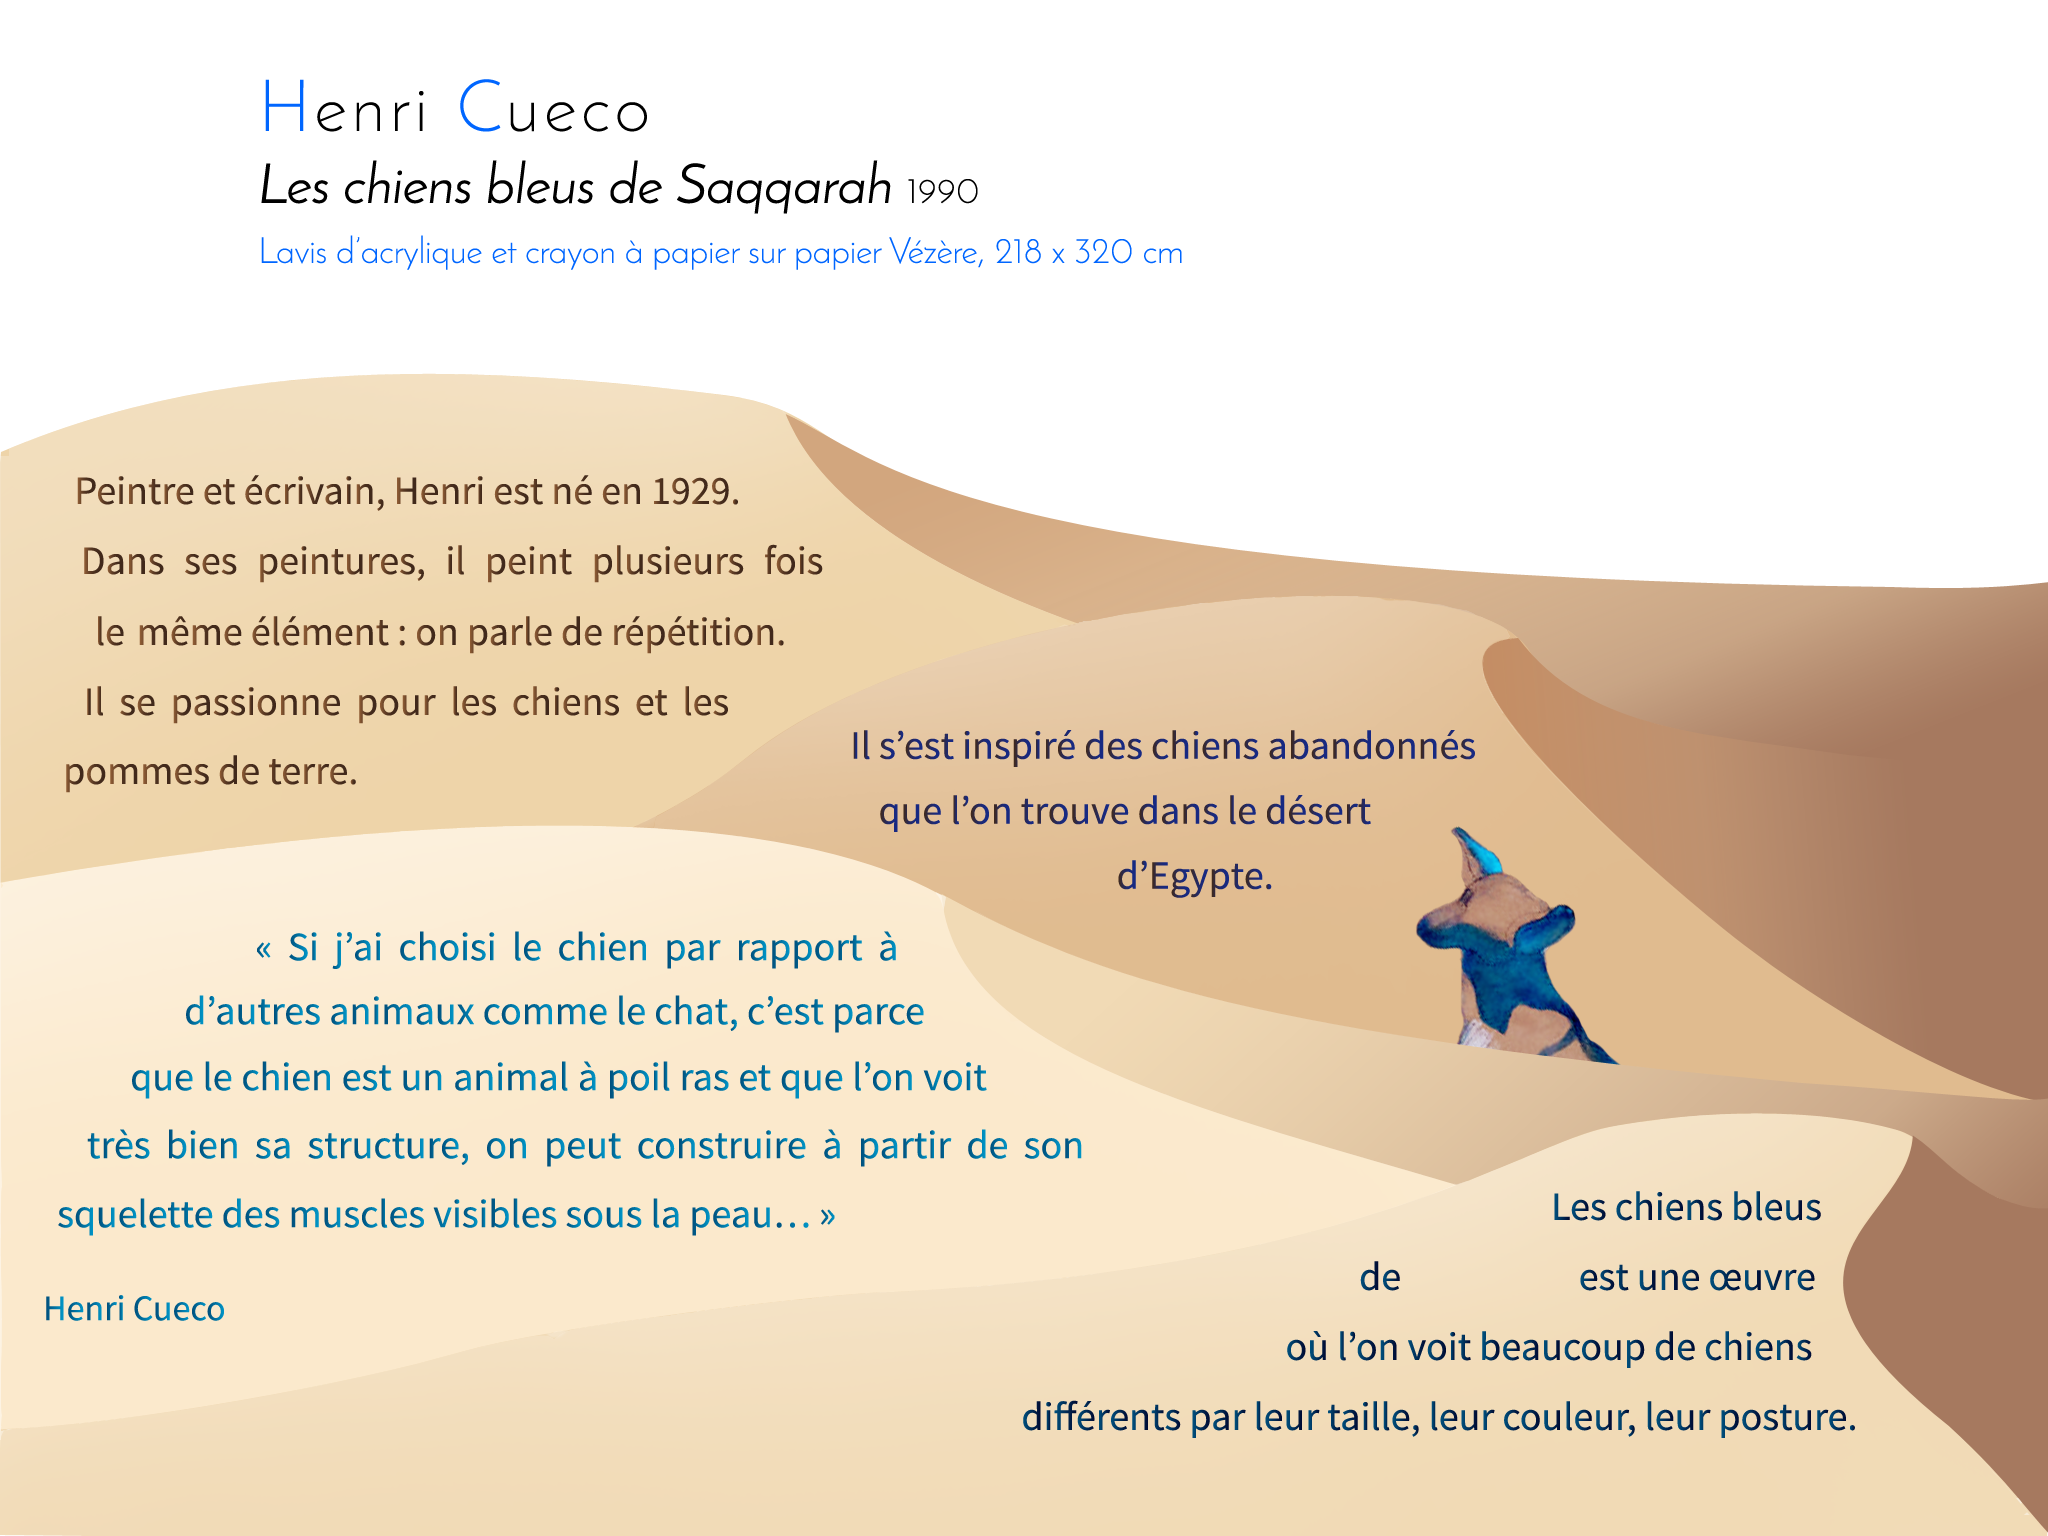 Henri Cueco
Les chiens bleus de Saqqarah 1990
Lavis d’acrylique et crayon à papier sur papier Vézère, 218 x 320 cm
Peintre et écrivain, Henri est né en 1929.
Dans ses peintures, il peint plusieurs fois
le même élément : on parle de répétition.
Il se passionne pour les chiens et les
pommes de terre.
Il s’est inspiré des chiens abandonnés
que l’on trouve dans le désert
d’Egypte.
« Si j’ai choisi le chien par rapport à
d’autres animaux comme le chat, c’est parce
que le chien est un animal à poil ras et que l’on voit
très bien sa structure, on peut construire à partir de son
squelette des muscles visibles sous la peau… »
Henri Cueco
Les chiens bleus
de est une œuvre
où l’on voit beaucoup de chiens
différents par leur taille, leur couleur, leur posture.